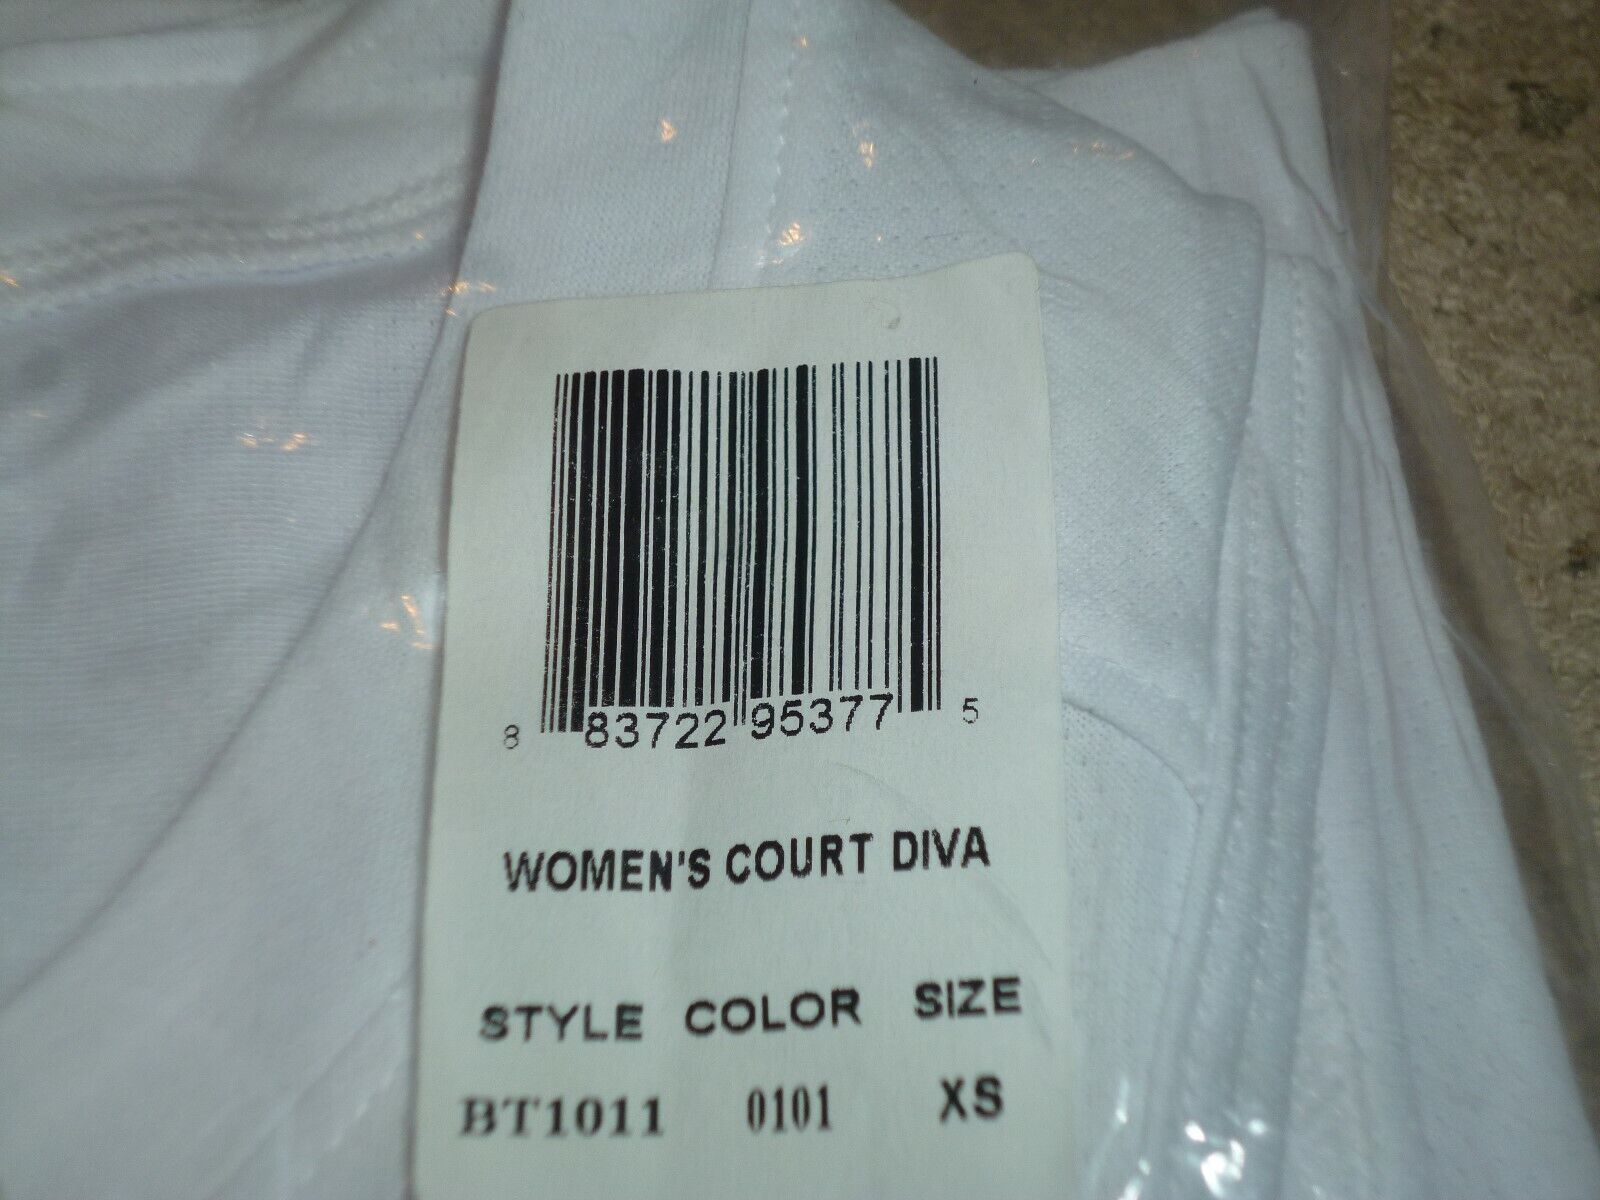 8 83722 95377 5
WOMEN'S COURT DIVA
STYLE COLOR SIZE
BT1011 0101 XS